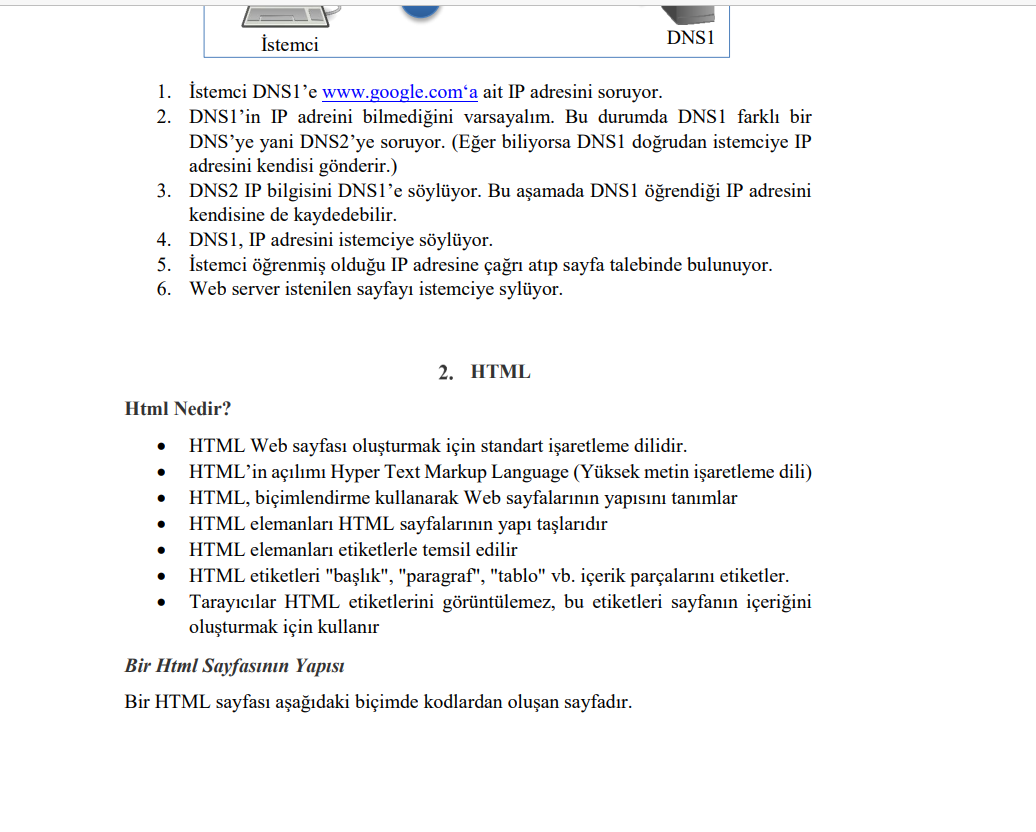 İstemci
DNS1
1. İstemci DNS1’e www.google.com‘a ait IP adresini soruyor.
2. DNS1’in IP adreini bilmediğini varsayalım. Bu durumda DNS1 farklı bir
DNS’ye yani DNS2’ye soruyor. (Eğer biliyorsa DNS1 doğrudan istemciye IP
adresini kendisi gönderir.)
3. DNS2 IP bilgisini DNS1’e söylüyor. Bu aşamada DNS1 öğrendiği IP adresini
kendisine de kaydedebilir.
4. DNS1, IP adresini istemciye söylüyor.
5. İstemci öğrenmiş olduğu IP adresine çağrı atıp sayfa talebinde bulunuyor.
6. Web server istenilen sayfayı istemciye sylüyor.
2. HTML
Html Nedir?
• HTML Web sayfası oluşturmak için standart işaretleme dilidir.
• HTML’in açılımı Hyper Text Markup Language (Yüksek metin işaretleme dili)
• HTML, biçimlendirme kullanarak Web sayfalarının yapısını tanımlar
• HTML elemanları HTML sayfalarının yapı taşlarıdır
• HTML elemanları etiketlerle temsil edilir
• HTML etiketleri "başlık", "paragraf", "tablo" vb. içerik parçalarını etiketler.
• Tarayıcılar HTML etiketlerini görüntülemez, bu etiketleri sayfanın içeriğini
oluşturmak için kullanır
Bir Html Sayfasının Yapısı
Bir HTML sayfası aşağıdaki biçimde kodlardan oluşan sayfadır.